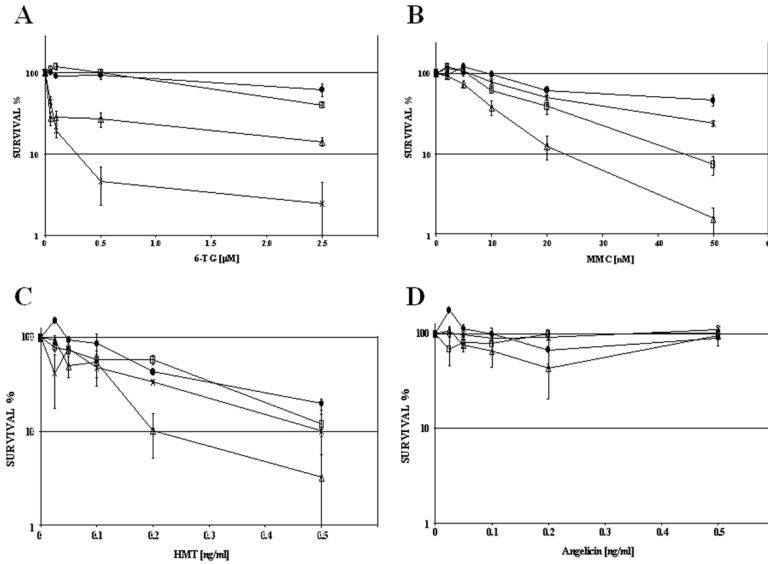 A
SURVIVAL %
100
10
1
0 0.5 1.0 1.5 2.0 2.5
6-TG [µM]
B
SURVIVAL %
100
10
1
0 10 20 30 40 50
MMC [nM]
C
SURVIVAL %
100
10
1
0 0.1 0.2 0.3 0.4 0.5
HMT [ng/ml]
D
SURVIVAL %
100
10
1
0 0.1 0.2 0.3 0.4 0.5
Angelicin [ng/ml]